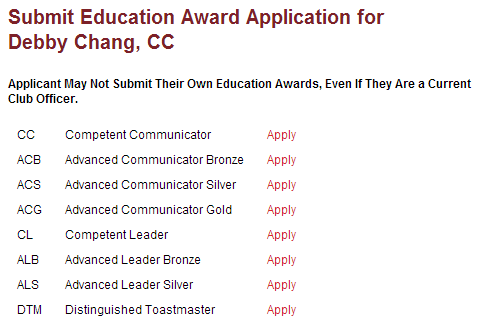 Submit Education Award Application for
Debby Chang, CC
Applicant May Not Submit Their Own Education Awards, Even If They Are a Current
Club Officer.
CC Competent Communicator Apply
ACB Advanced Communicator Bronze Apply
ACS Advanced Communicator Silver Apply
ACG Advanced Communicator Gold Apply
CL Competent Leader Apply
ALB Advanced Leader Bronze Apply
ALS Advanced Leader Silver Apply
DTM Distinguished Toastmaster Apply